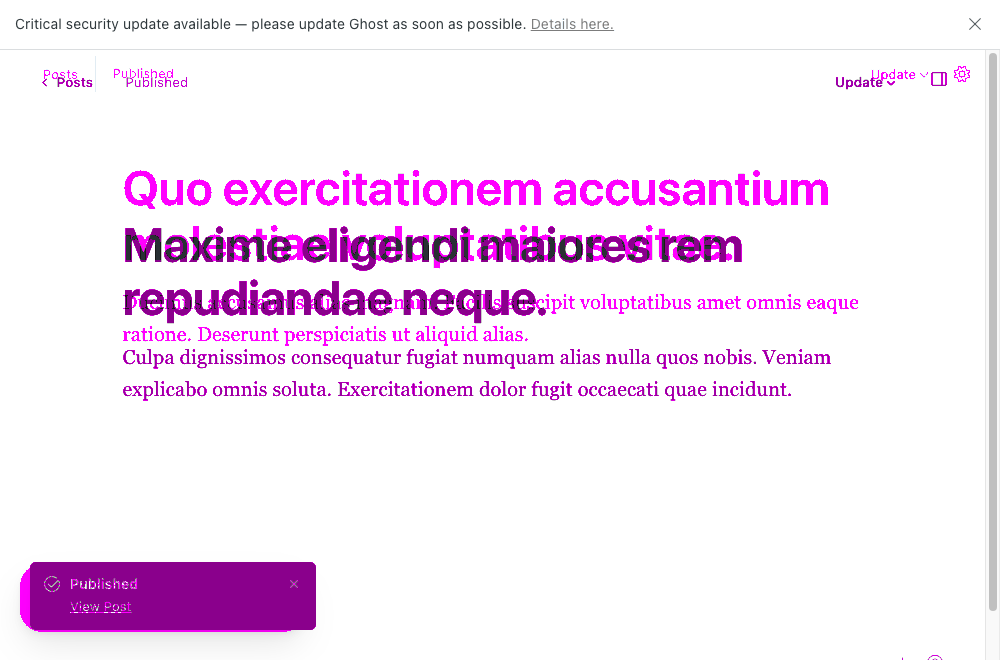 Critical security update available — please update Ghost as soon as possible. Details here.
Posts Published Update
Posts Published Update
Quo exercitationem accusantium
Maxime eligendi maiores rem
repudiandae neque.
suscipit voluptatibus amet omnis eaque
ratione. Deserunt perspiciatis ut aliquid alias.
Culpa dignissimos consequatur fugiat numquam alias nulla quos nobis. Veniam
explicabo omnis soluta. Exercitationem dolor fugit occaecati quae incidunt.
Published
View Post